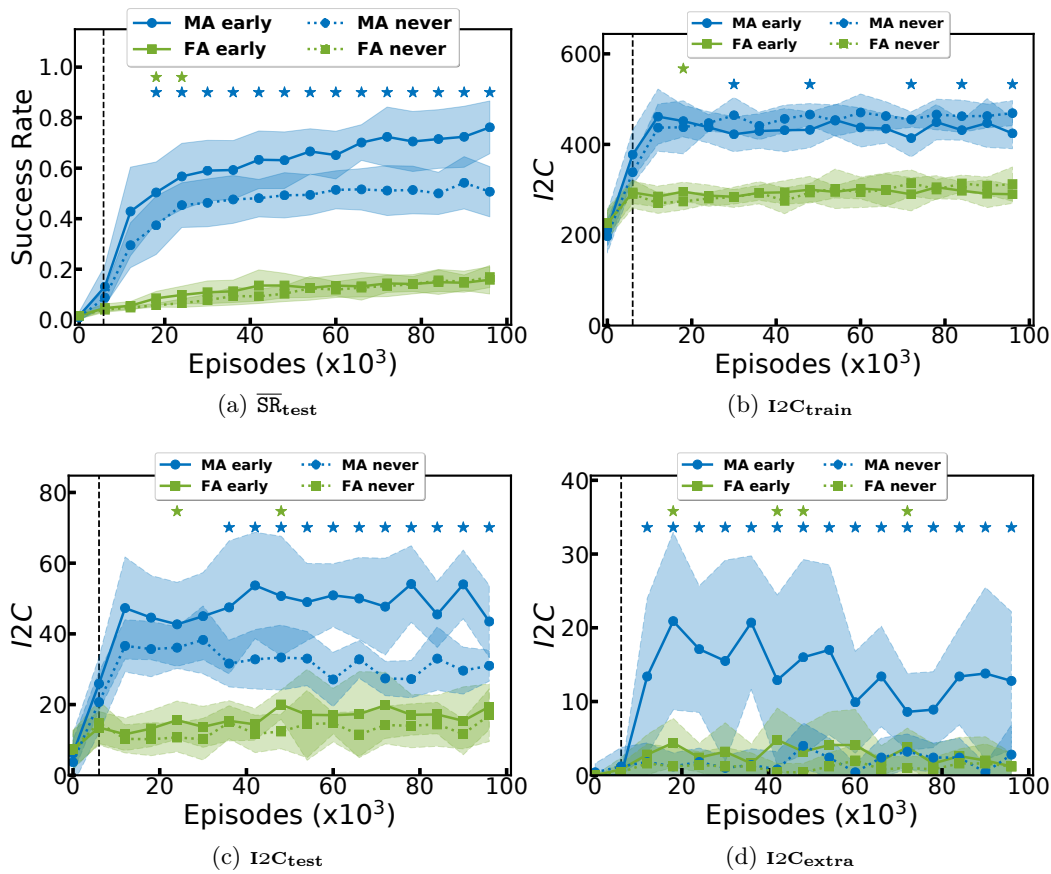 MA early MA never
FA early FA never
1.0
0.8
0.6
0.4
0.2
0.0
Success Rate
0 20 40 60 80 100
Episodes (x10³)
(a) S̅R̅test
MA early MA never
FA early FA never
600
400
200
0
I2C
0 20 40 60 80 100
Episodes (x10³)
(b) I2Ctrain
MA early MA never
FA early FA never
80
60
40
20
0
I2C
0 20 40 60 80 100
Episodes (x10³)
(c) I2Ctest
MA early MA never
FA early FA never
40
30
20
10
0
I2C
0 20 40 60 80 100
Episodes (x10³)
(d) I2Cextra